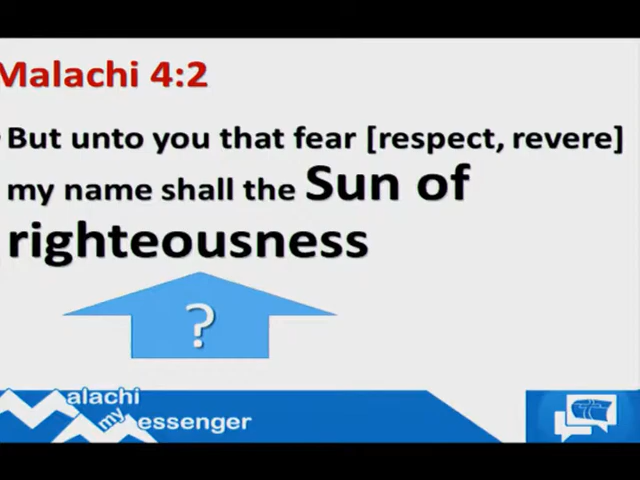 Malachi 4:2
But unto you that fear [respect, revere]
my name shall the Sun of
righteousness
?
Malachi
my
Messenger